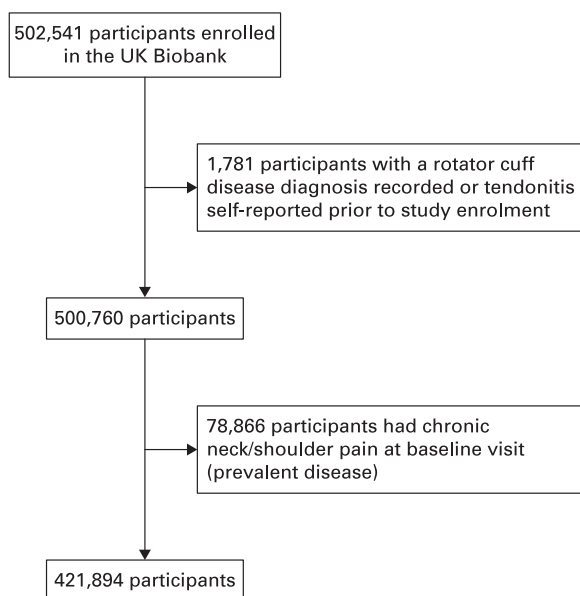 502,541 participants enrolled
in the UK Biobank
1,781 participants with a rotator cuff
disease diagnosis recorded or tendonitis
self-reported prior to study enrolment
500,760 participants
78,866 participants had chronic
neck/shoulder pain at baseline visit
(prevalent disease)
421,894 participants